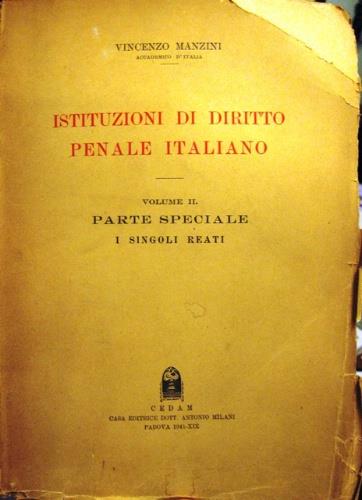 VINCENZO MANZINI
ACCADEMICO D'ITALIA
ISTITUZIONI DI DIRITTO
PENALE ITALIANO
VOLUME II.
PARTE SPECIALE
I SINGOLI REATI
CEDAM
CASA EDITRICE DOTT. ANTONIO MILANI
PADOVA 1941-XIX